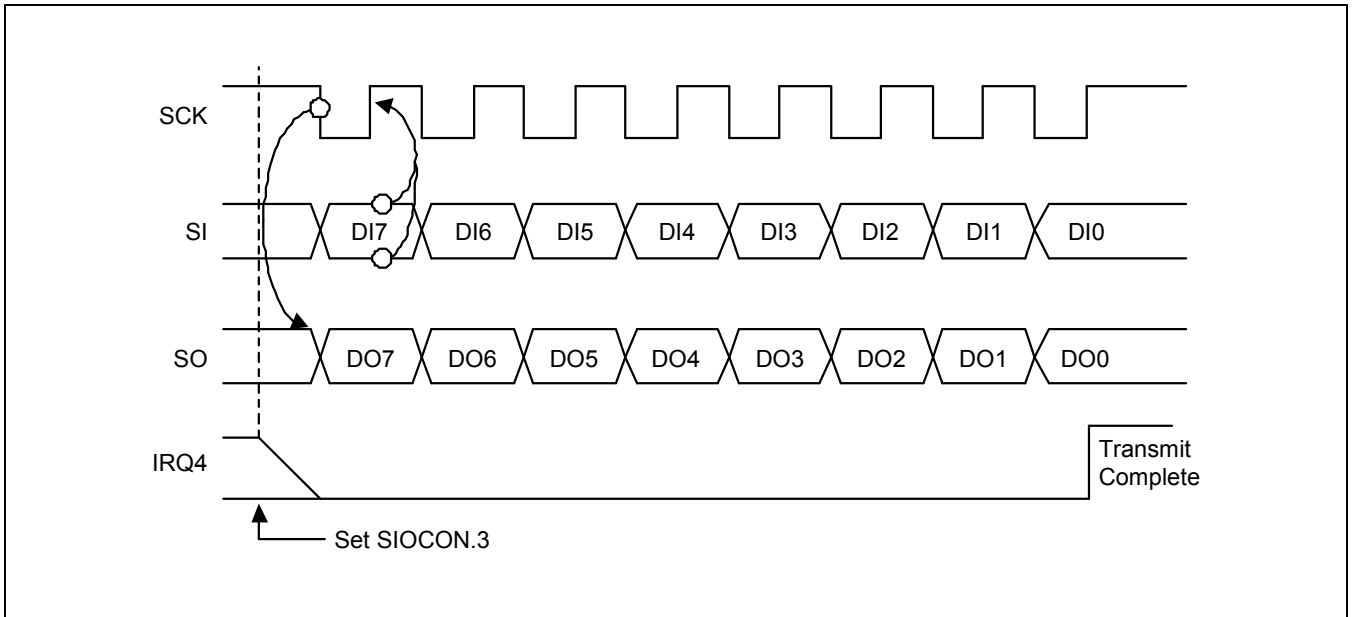 SCK
SI DI7 DI6 DI5 DI4 DI3 DI2 DI1 DI0
SO DO7 DO6 DO5 DO4 DO3 DO2 DO1 DO0
IRQ4
Transmit
Complete
Set SIOCON.3